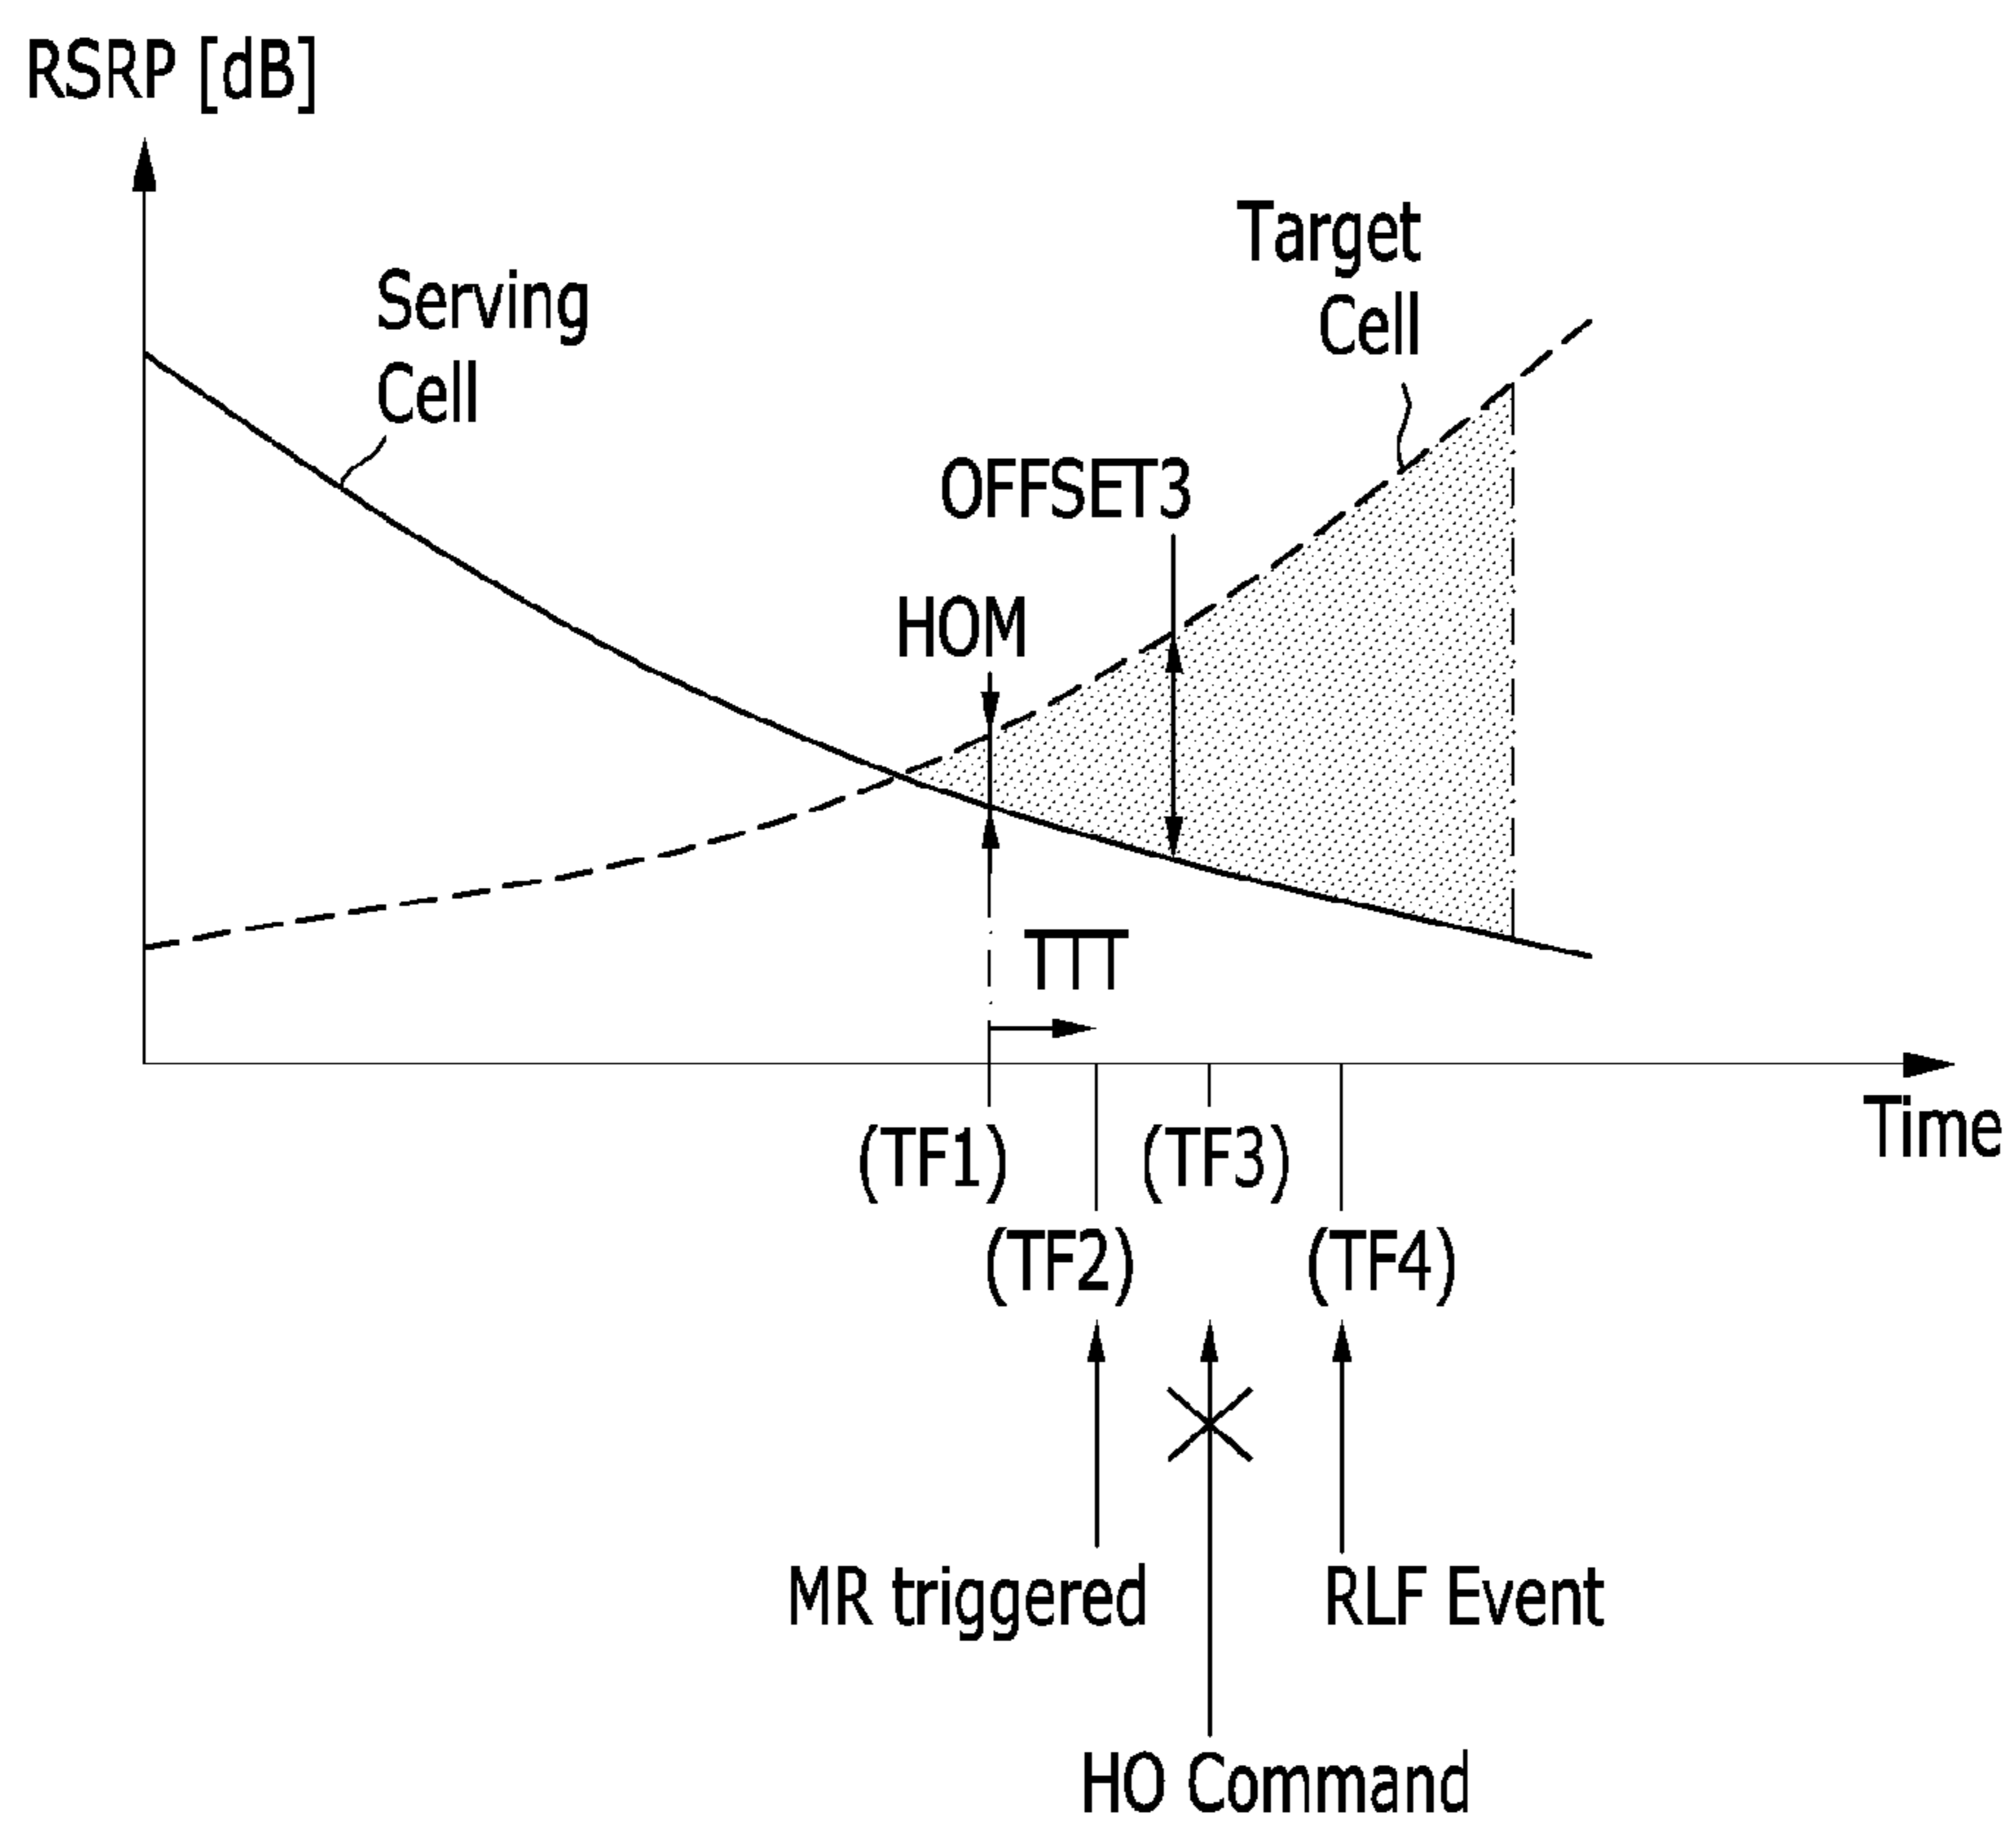 RSRP [dB]
Target
Cell
Serving
Cell
OFFSET3
HOM
TTT
Time
(TF1)
(TF3)
(TF2)
(TF4)
MR triggered
RLF Event
HO Command